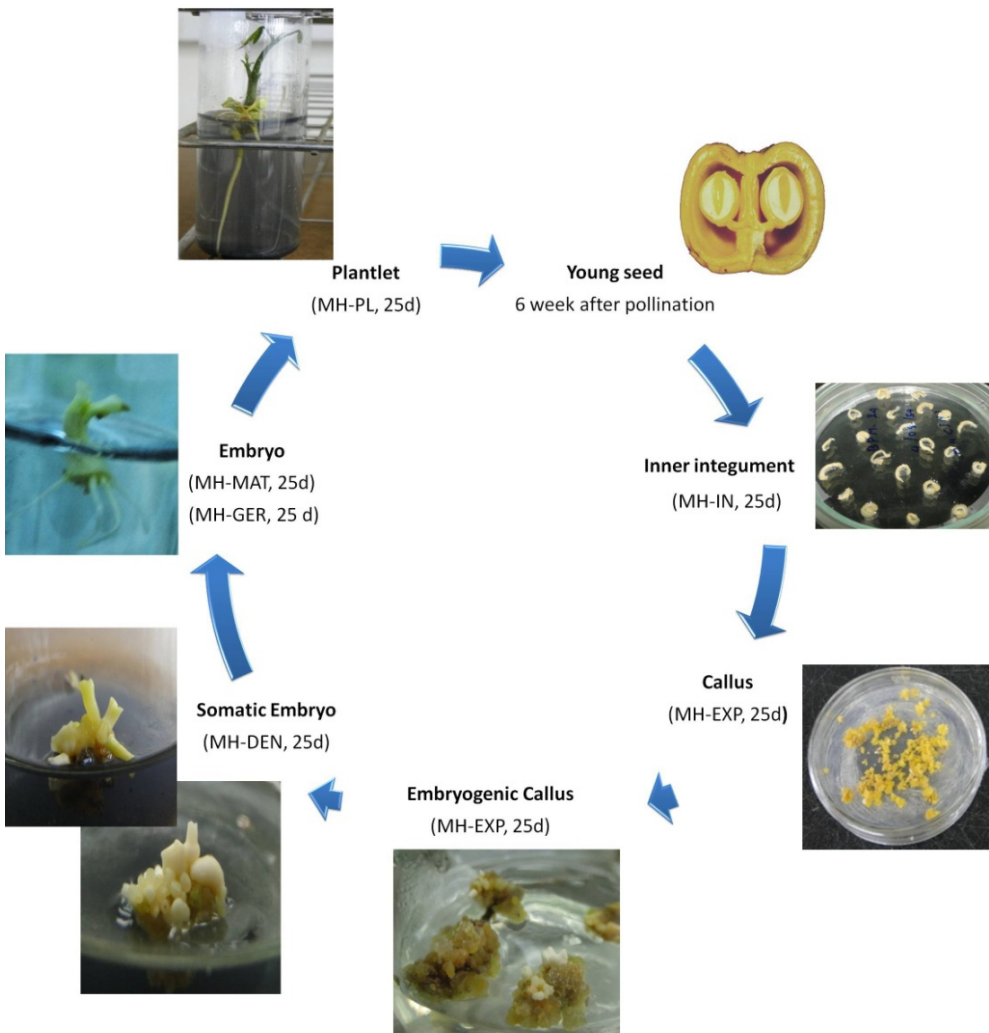 Plantlet
(MH-PL, 25d)
Young seed
6 week after pollination
Inner integument
(MH-IN, 25d)
Callus
(MH-EXP, 25d)
Embryogenic Callus
(MH-EXP, 25d)
Somatic Embryo
(MH-DEN, 25d)
Embryo
(MH-MAT, 25d)
(MH-GER, 25 d)